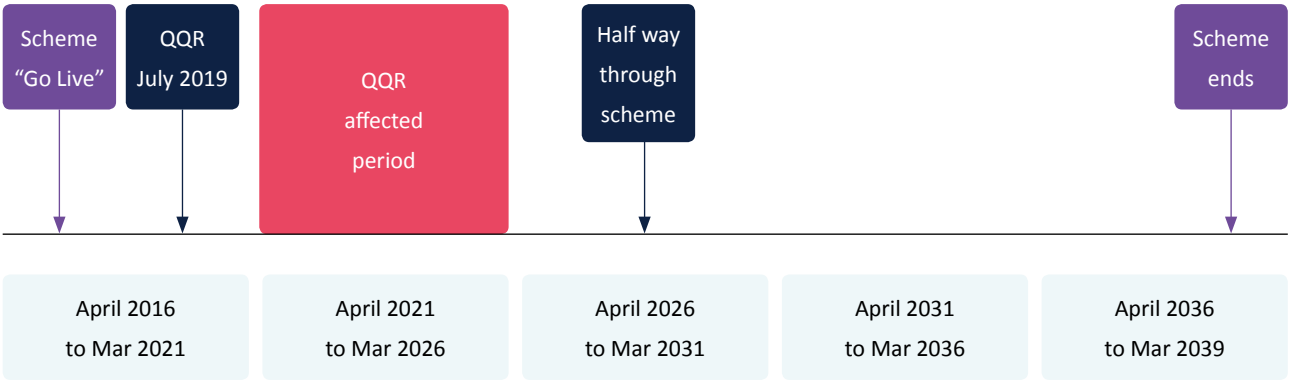 Scheme
“Go Live”
QQR
July 2019
QQR
affected
period
Half way
through
scheme
Scheme
ends
April 2016
to Mar 2021
April 2021
to Mar 2026
April 2026
to Mar 2031
April 2031
to Mar 2036
April 2036
to Mar 2039